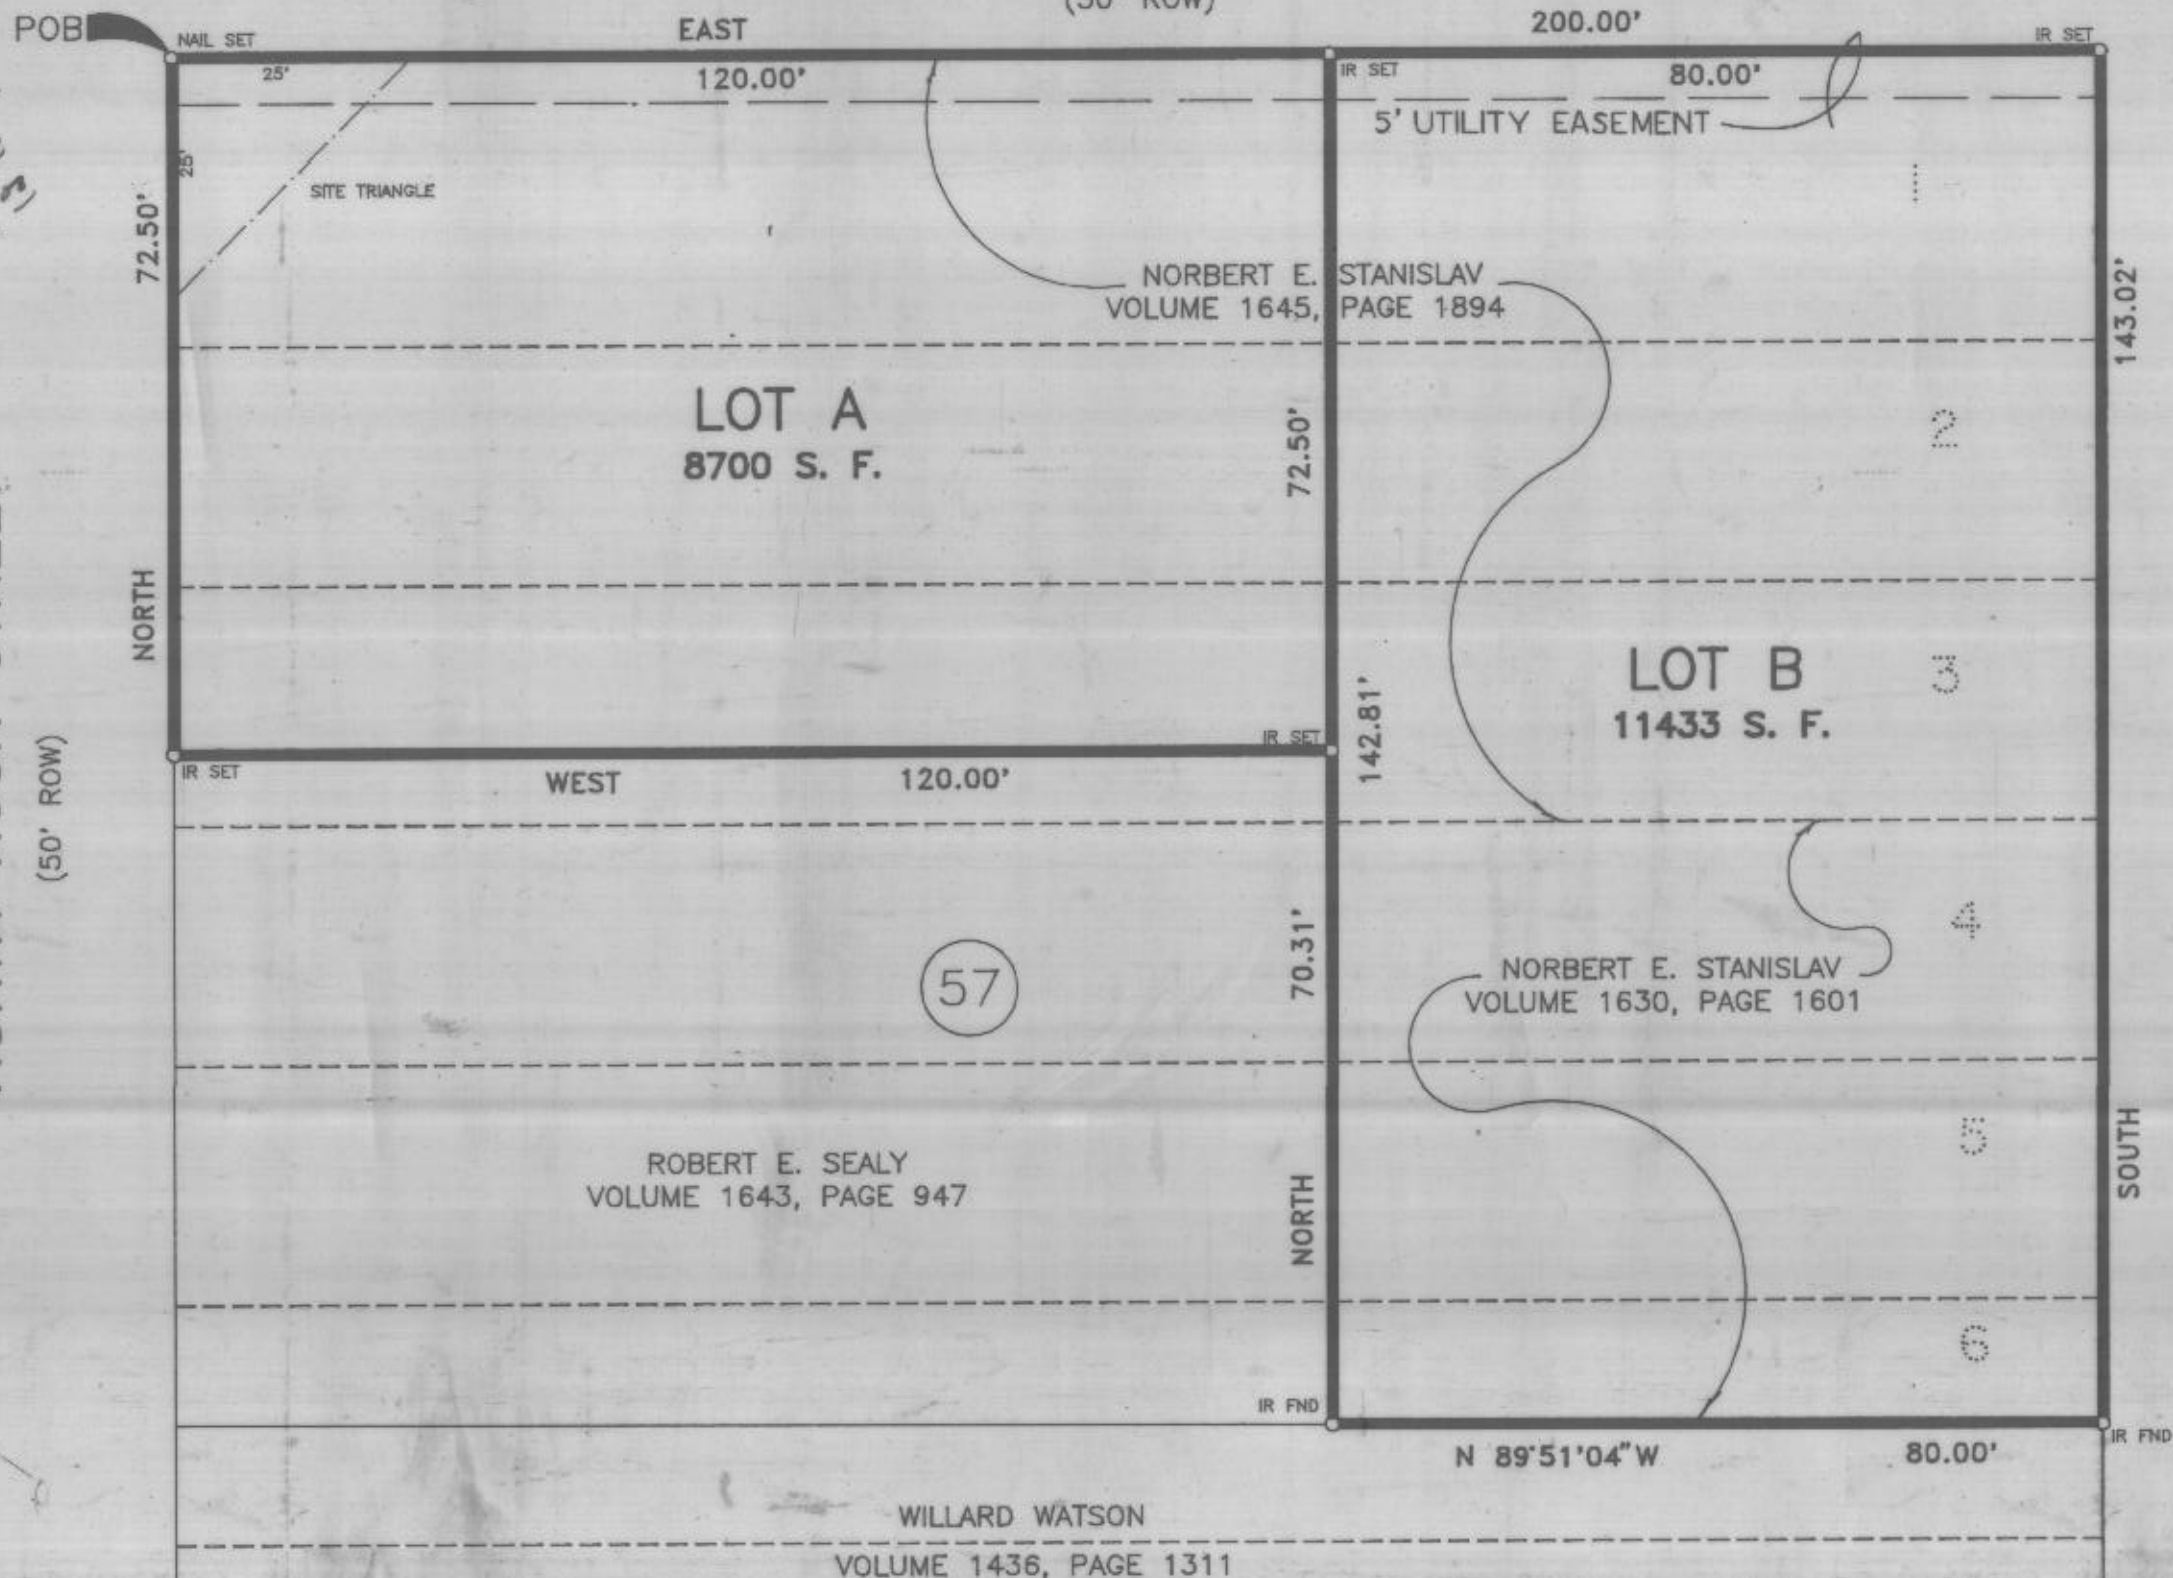 (50' ROW)
POB
NAIL SET
EAST
200.00'
IR SET
25'
120.00'
IR SET
80.00'
5' UTILITY EASEMENT
25'
SITE TRIANGLE
1
72.50'
NORBERT E. STANISLAV
VOLUME 1645, PAGE 1894
143.02'
LOT A
8700 S. F.
72.50'
2
NORTH
LOT B
11433 S. F.
3
IR SET
142.81'
IR SET
WEST
120.00'
(50' ROW)
4
70.31'
NORBERT E. STANISLAV
VOLUME 1630, PAGE 1601
57
5
SOUTH
ROBERT E. SEALY
VOLUME 1643, PAGE 947
NORTH
6
IR FND
IR FND
N 89°51'04"W
80.00'
WILLARD WATSON
VOLUME 1436, PAGE 1311